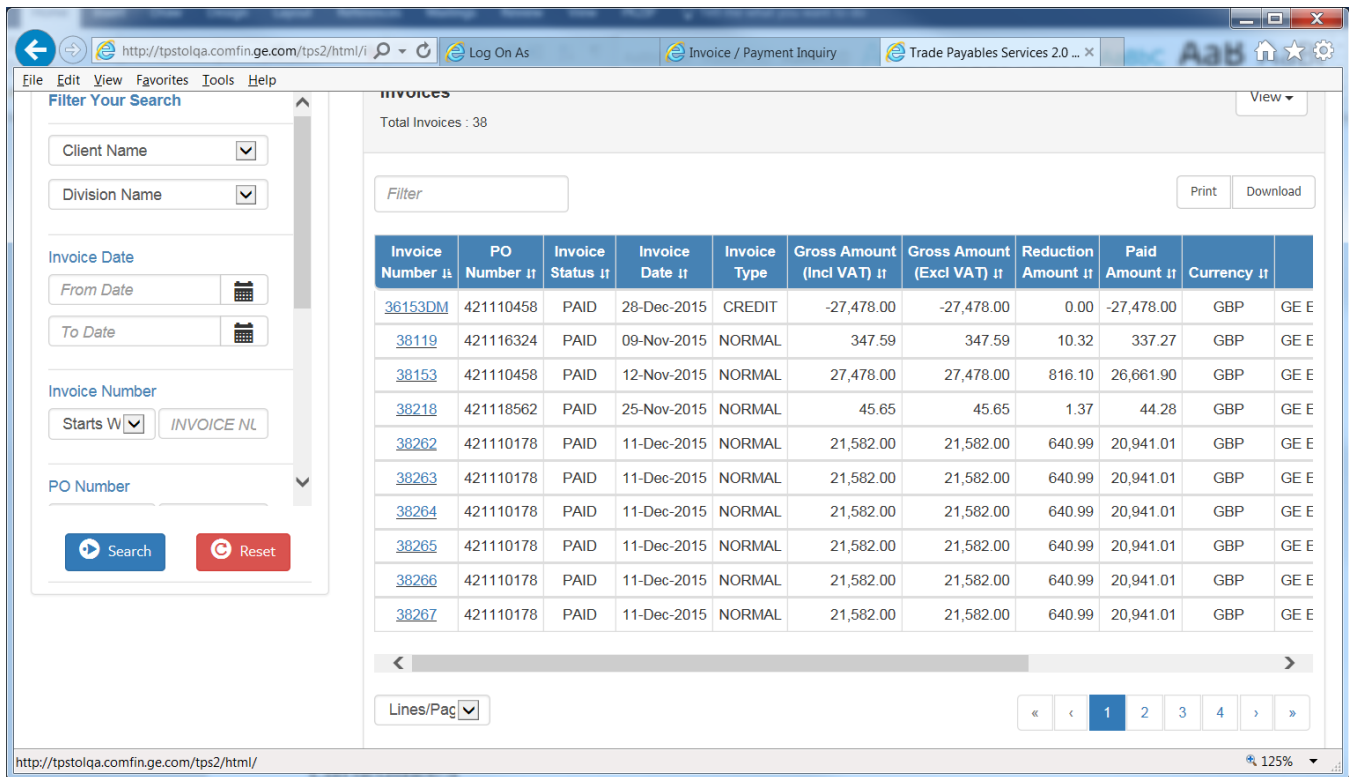 http://tpstolqa.comfin.ge.com/tps2/html/i
Log On As
Invoice / Payment Inquiry
Trade Payables Services 2.0 ...
File Edit View Favorites Tools Help
Filter Your Search
Client Name
Division Name
Invoice Date
From Date
To Date
Invoice Number
Starts W INVOICE NU
PO Number
Search Reset
Invoices
Total Invoices : 38
View
Filter
Print Download
Invoice Number PO Number Invoice Status Invoice Date Invoice Type Gross Amount (Incl VAT) Gross Amount (Excl VAT) Reduction Amount Paid Amount Currency
36153DM 421110458 PAID 28-Dec-2015 CREDIT -27,478.00 -27,478.00 0.00 -27,478.00 GBP GE E
38119 421116324 PAID 09-Nov-2015 NORMAL 347.59 347.59 10.32 337.27 GBP GE E
38153 421110458 PAID 12-Nov-2015 NORMAL 27,478.00 27,478.00 816.10 26,661.90 GBP GE E
38218 421118562 PAID 25-Nov-2015 NORMAL 45.65 45.65 1.37 44.28 GBP GE E
38262 421110178 PAID 11-Dec-2015 NORMAL 21,582.00 21,582.00 640.99 20,941.01 GBP GE E
38263 421110178 PAID 11-Dec-2015 NORMAL 21,582.00 21,582.00 640.99 20,941.01 GBP GE E
38264 421110178 PAID 11-Dec-2015 NORMAL 21,582.00 21,582.00 640.99 20,941.01 GBP GE E
38265 421110178 PAID 11-Dec-2015 NORMAL 21,582.00 21,582.00 640.99 20,941.01 GBP GE E
38266 421110178 PAID 11-Dec-2015 NORMAL 21,582.00 21,582.00 640.99 20,941.01 GBP GE E
38267 421110178 PAID 11-Dec-2015 NORMAL 21,582.00 21,582.00 640.99 20,941.01 GBP GE E
Lines/Pag
« ‹ 1 2 3 4 › »
http://tpstolqa.comfin.ge.com/tps2/html/
125%